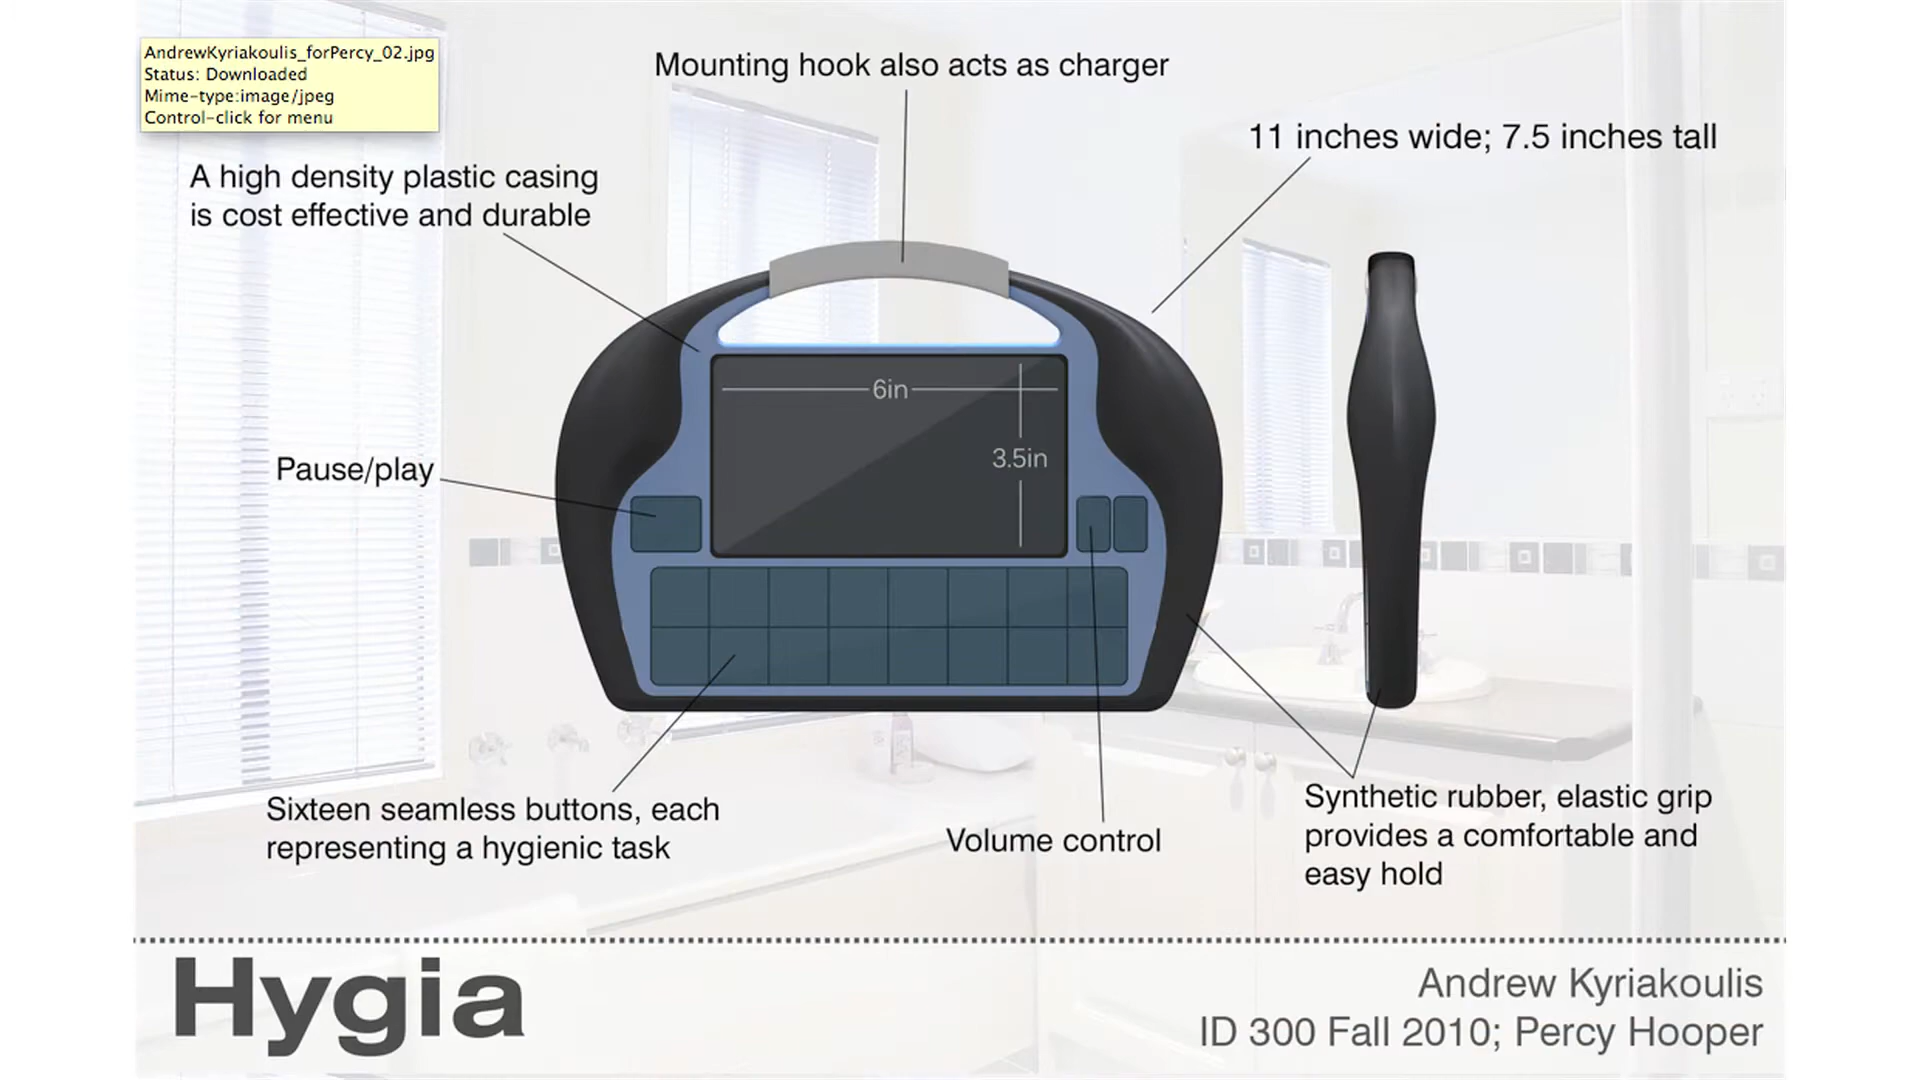 AndrewKyriakoulis_forPercy_02.jpg
Status: Downloaded
Mime-type:image/jpeg
Control-click for menu
Mounting hook also acts as charger
11 inches wide; 7.5 inches tall
A high density plastic casing
is cost effective and durable
6in
3.5in
Pause/play
Sixteen seamless buttons, each
representing a hygienic task
Volume control
Synthetic rubber, elastic grip
provides a comfortable and
easy hold
Hygia
Andrew Kyriakoulis
ID 300 Fall 2010; Percy Hooper